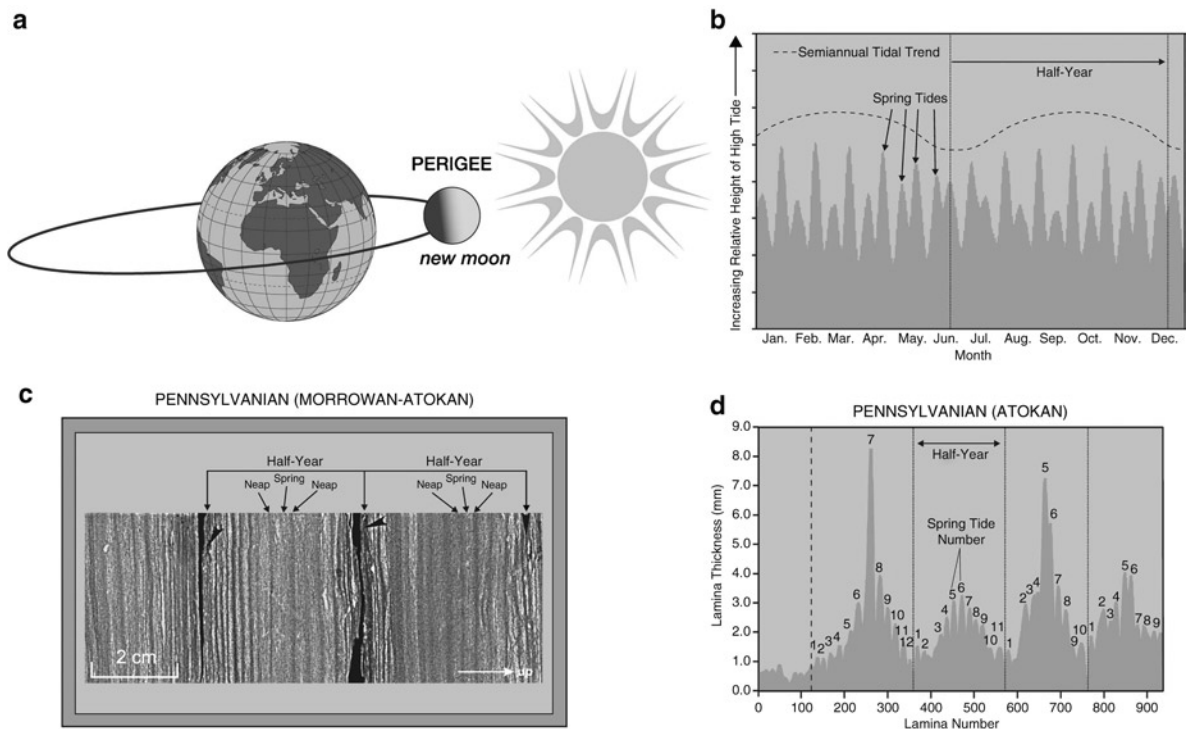 a
PERIGEE
new moon
b
Increasing Relative Height of High Tide
Semiannual Tidal Trend
Half-Year
Spring Tides
Jan. Feb. Mar. Apr. May. Jun. Jul. Aug. Sep. Oct. Nov. Dec.
Month
c
PENNSYLVANIAN (MORROWAN-ATOKAN)
Half-Year Half-Year
Spring Spring
Neap Neap Neap Neap
2 cm
up
d
PENNSYLVANIAN (ATOKAN)
Lamina Thickness (mm)
9.0
8.0
7.0
6.0
5.0
4.0
3.0
2.0
1.0
0.0
Half-Year
Spring Tide
Number
1 2 3 4 5 6 7 8 9 10 11 12
1 2 3 4 5 6 7 8 9 10 11
1 2 3 4 5 6 7 8 9 10
1 2 3 4 5 6 7 8 9
0 100 200 300 400 500 600 700 800 900
Lamina Number